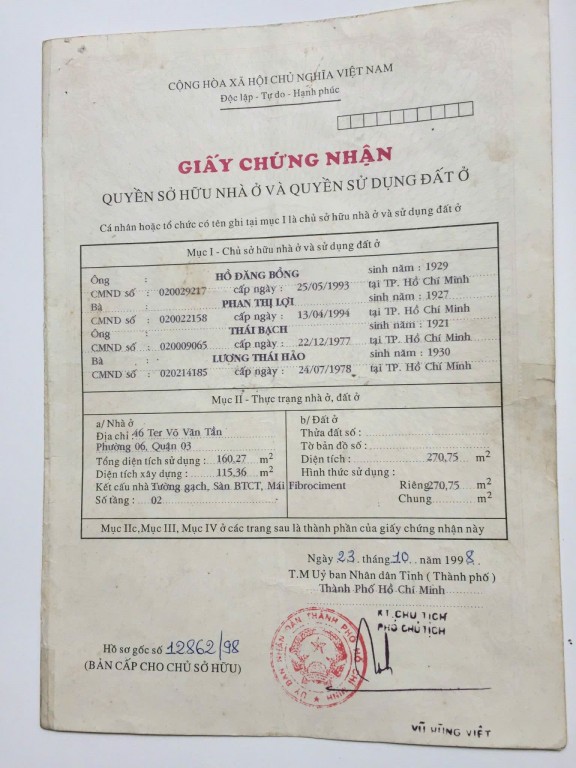 CỘNG HÒA XÃ HỘI CHỦ NGHĨA VIỆT NAM
Độc lập - Tự do - Hạnh phúc
GIẤY CHỨNG NHẬN
QUYỀN SỞ HỮU NHÀ Ở VÀ QUYỀN SỬ DỤNG ĐẤT Ở
Cá nhân hoặc tổ chức có tên ghi tại mục I là chủ sở hữu nhà ở và sử dụng đất ở
Mục I - Chủ sở hữu nhà ở và sử dụng đất ở
Ông : HỒ ĐĂNG BỔNG sinh năm : 1929
CMND số : 020029217 cấp ngày : 25/05/1993 tại TP. Hồ Chí Minh
Bà : PHAN THỊ LỢI sinh năm : 1927
CMND số : 020022158 cấp ngày : 13/04/1994 tại TP. Hồ Chí Minh
Ông : THÁI BẠCH sinh năm : 1921
CMND số : 020009065 cấp ngày : 22/12/1977 tại TP. Hồ Chí Minh
Bà : LƯƠNG THÁI HẢO sinh năm : 1930
CMND số : 020214185 cấp ngày : 24/07/1978 tại TP. Hồ Chí Minh
Mục II - Thực trạng nhà ở, đất ở
a/ Nhà ở
Địa chỉ : 46 Ter Võ Văn Tần
Phường 06, Quận 03
Tổng diện tích sử dụng : 160,27 m2
Diện tích xây dựng : 115,36 m2
Kết cấu nhà Tường gạch, Sàn BTCT, Mái Fibrociment
Số tầng : 02
b/ Đất ở
Thửa đất số :
Tờ bản đồ số :
Diện tích : 270,75 m2
Hình thức sử dụng :
Riêng 270,75 m2
Chung m2
Mục IIc, Mục III, Mục IV ở các trang sau là thành phần của giấy chứng nhận này
Ngày 23 tháng 10 năm 1998.
T.M Uỷ ban Nhân dân Tỉnh ( Thành phố )
Thành Phố Hồ Chí Minh
KT. CHỦ TỊCH
PHÓ CHỦ TỊCH
ỦY BAN NHÂN DÂN THÀNH PHỐ HỒ CHÍ MINH
Hồ sơ gốc số 12862/98
(BẢN CẤP CHO CHỦ SỞ HỮU)
VŨ HÙNG VIỆT